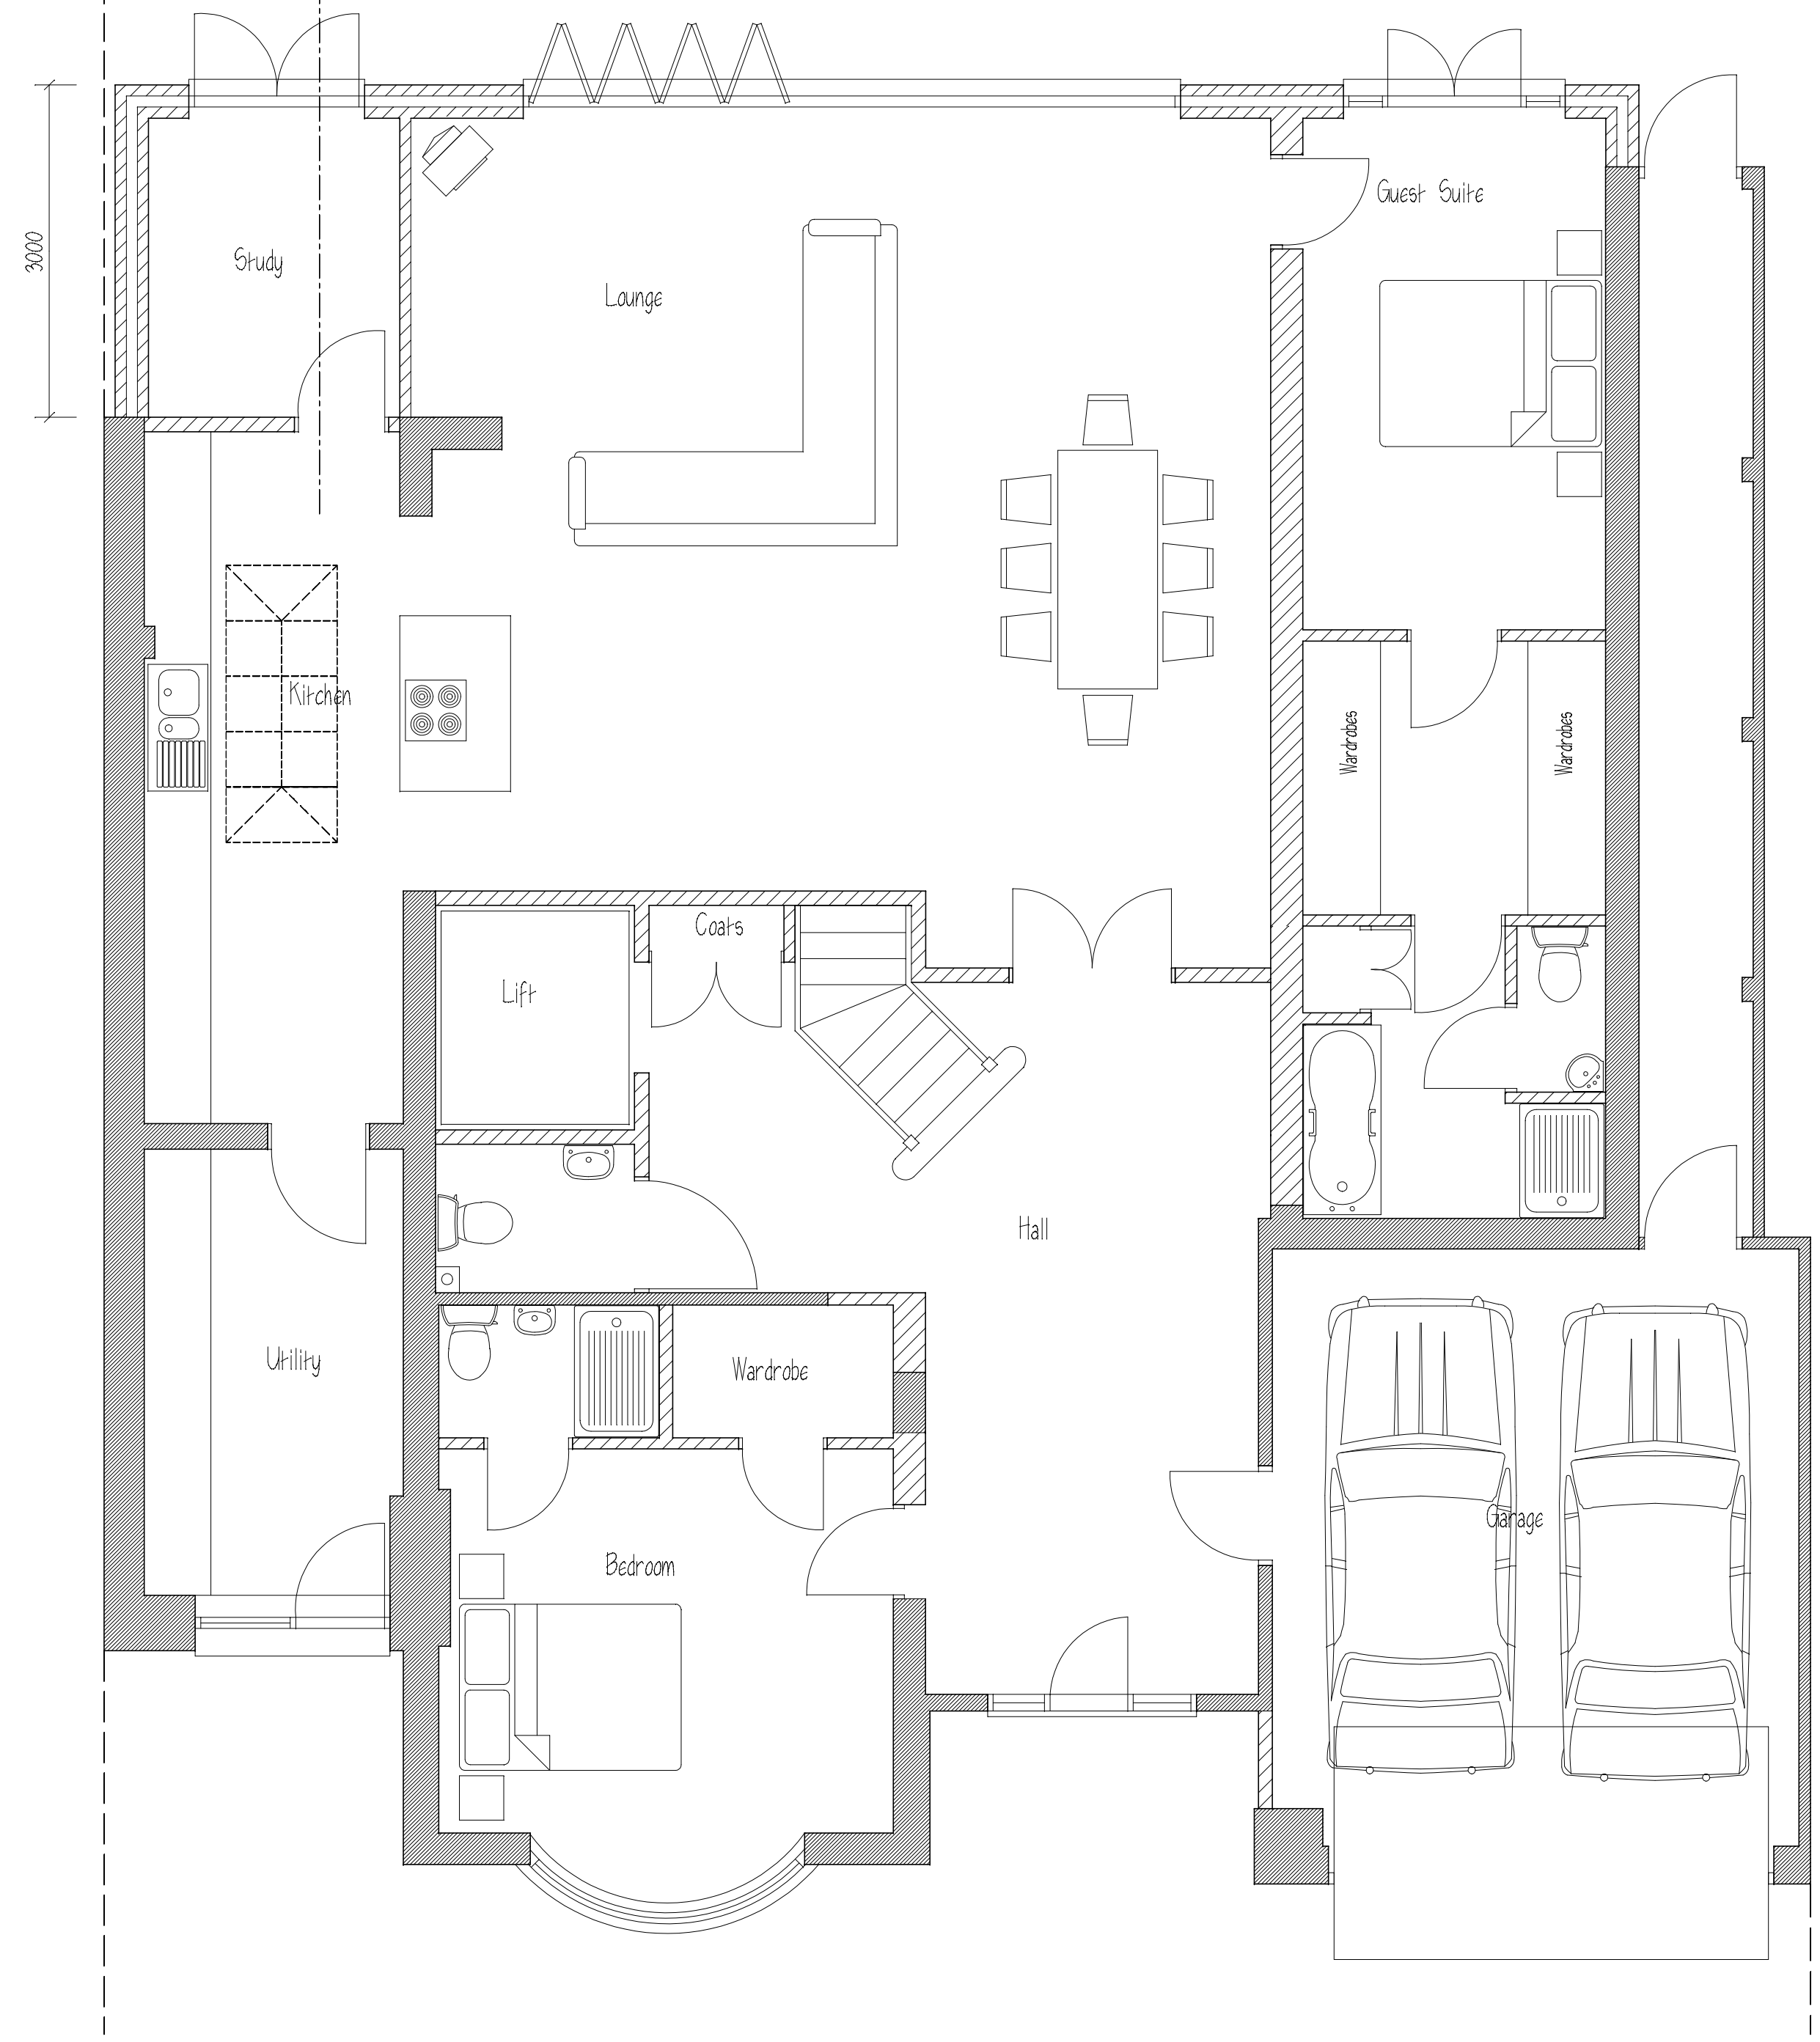 Guest Suite
3000
Study
Lounge
Kitchen
Wardrobes
Wardrobes
Coats
Lift
Hall
Utility
Wardrobe
Garage
Bedroom